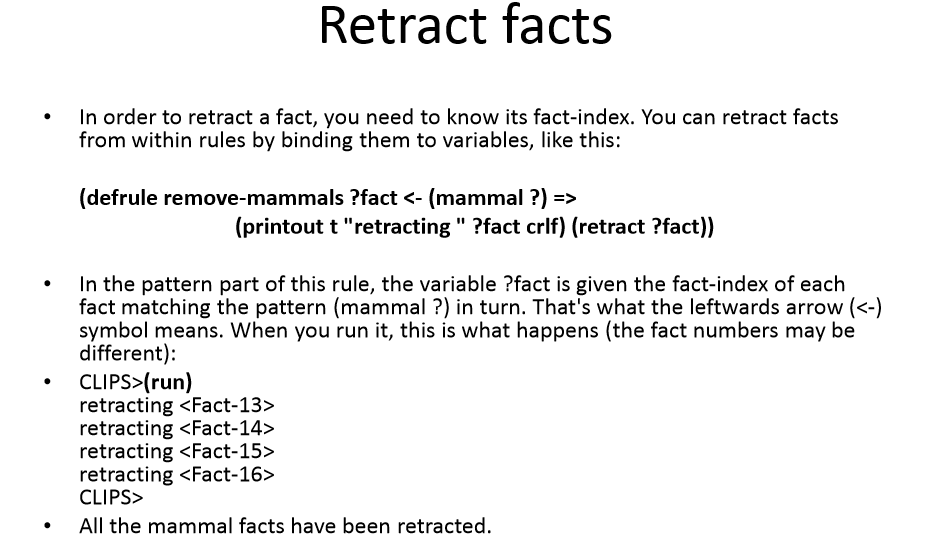 Retract facts
• In order to retract a fact, you need to know its fact-index. You can retract facts
from within rules by binding them to variables, like this:
(defrule remove-mammals ?fact <- (mammal ?) =>
(printout t "retracting " ?fact crlf) (retract ?fact))
• In the pattern part of this rule, the variable ?fact is given the fact-index of each
fact matching the pattern (mammal ?) in turn. That's what the leftwards arrow (<-)
symbol means. When you run it, this is what happens (the fact numbers may be
different):
• CLIPS>(run)
retracting <Fact-13>
retracting <Fact-14>
retracting <Fact-15>
retracting <Fact-16>
CLIPS>
• All the mammal facts have been retracted.